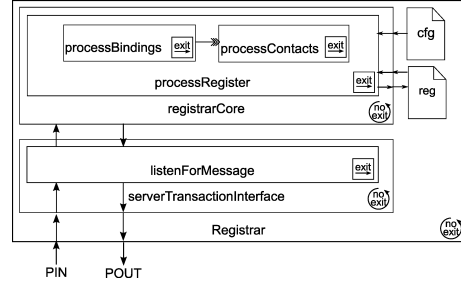 processBindings
exit
processContacts
exit
cfg
processRegister
exit
reg
registrarCore
no
exit
listenForMessage
exit
serverTransactionInterface
no
exit
Registrar
no
exit
PIN
POUT